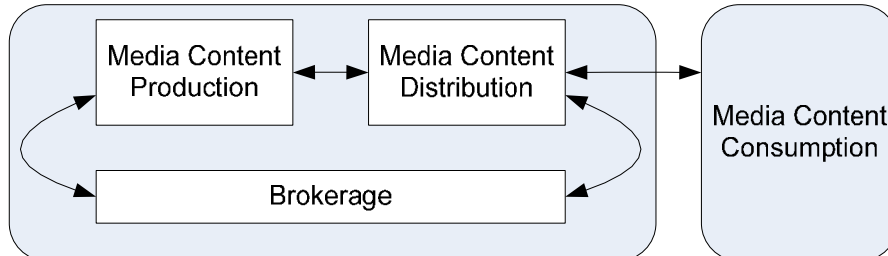 Media Content
Production
Media Content
Distribution
Media Content
Consumption
Brokerage